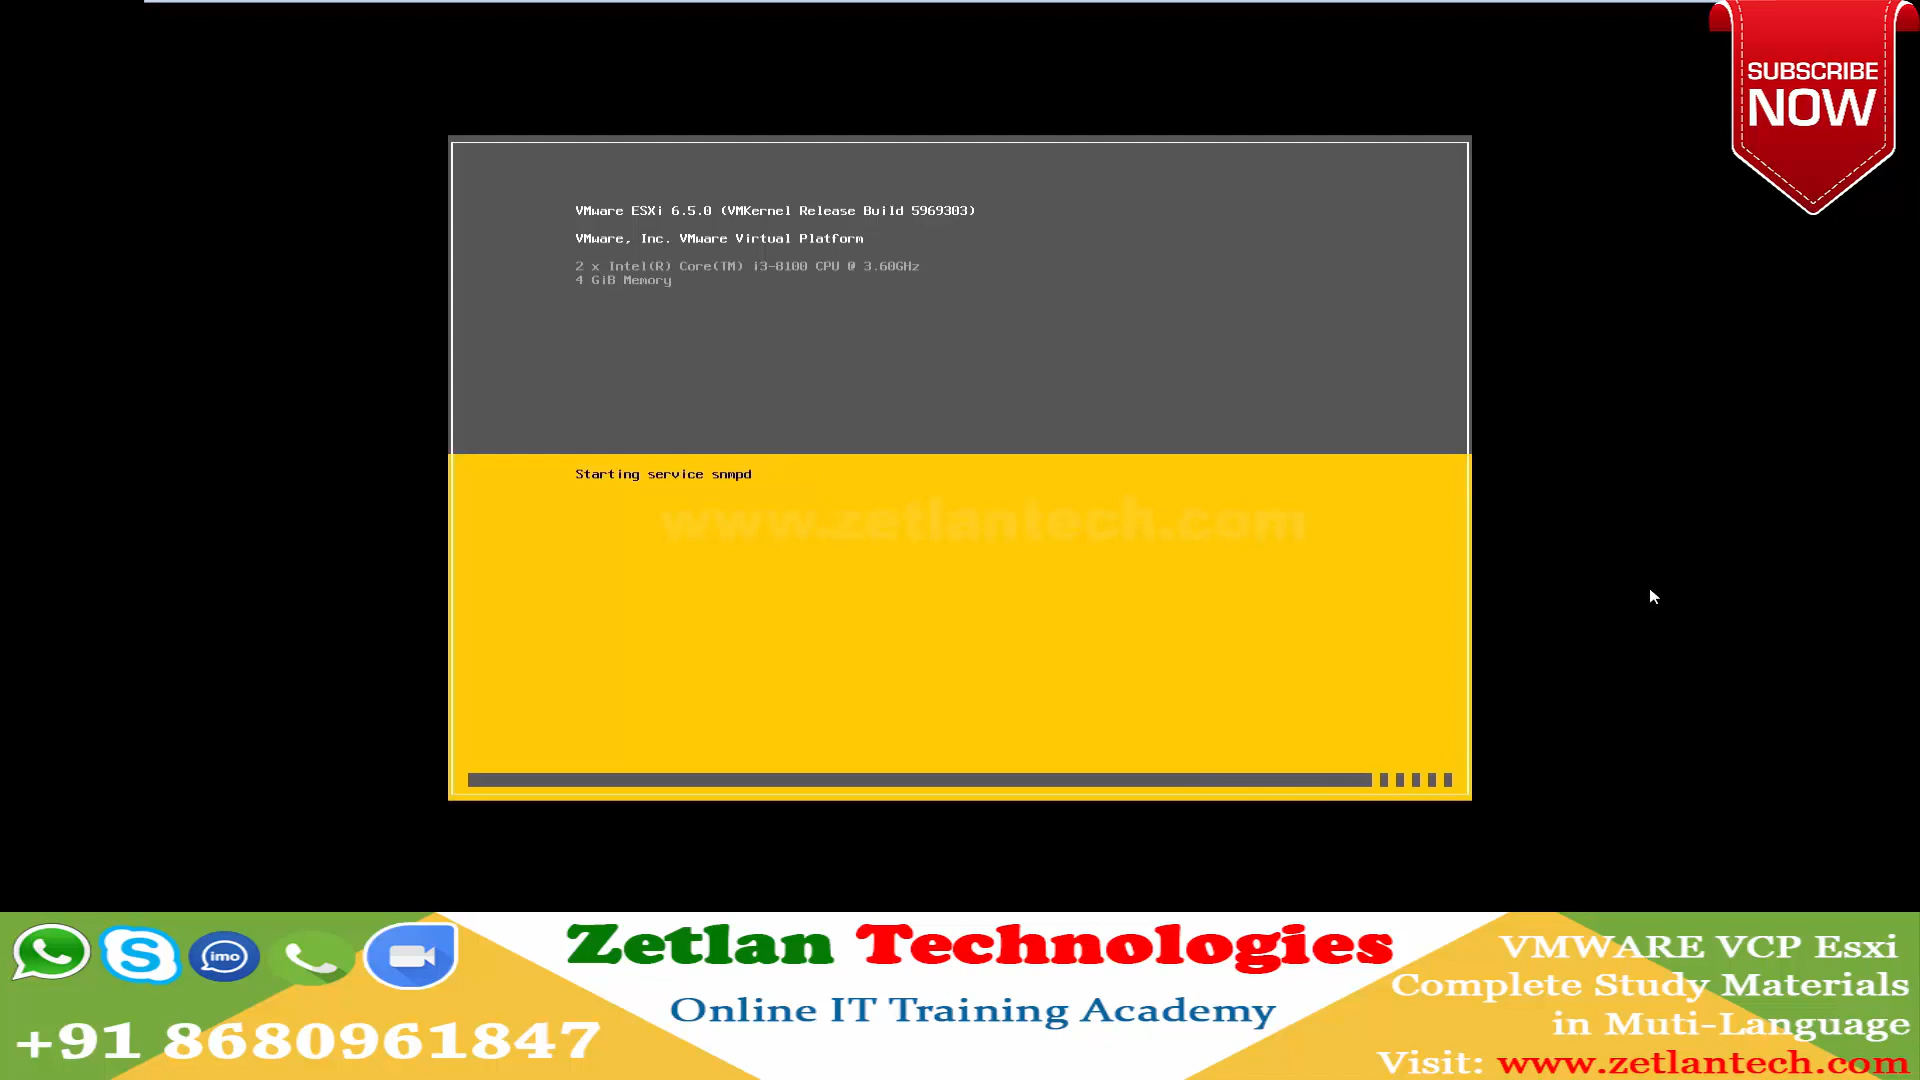 SUBSCRIBE
NOW
VMware ESXi 6.5.0 (VMKernel Release Build 5969303)
VMware, Inc. VMware Virtual Platform
2 x Intel(R) Core(TM) i3-8100 CPU @ 3.60GHz
4 GiB Memory
Starting service snmpd
www.zetlantech.com
imo
+91 8680961847
Zetlan Technologies
Online IT Training Academy
VMWARE VCP Esxi
Complete Study Materials
in Muti-Language
Visit: www.zetlantech.com